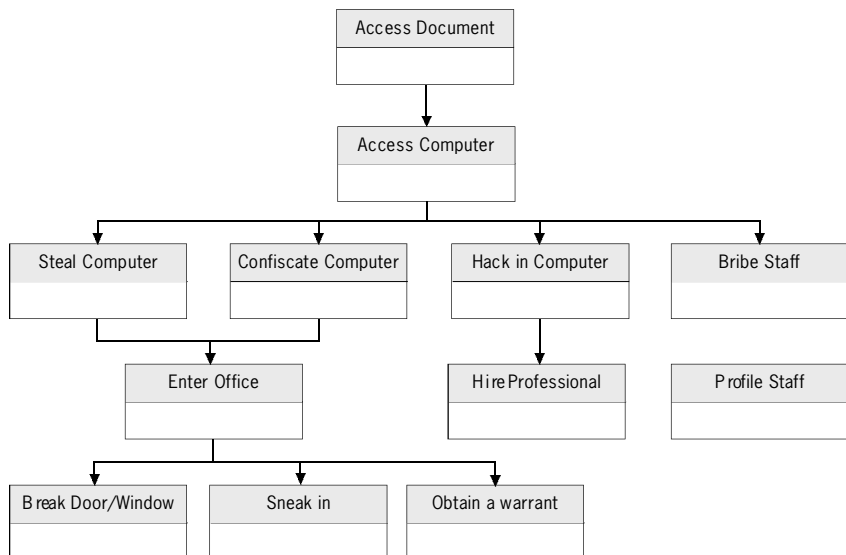 Access Document
Access Computer
Steal Computer
Confiscate Computer
Hack in Computer
Bribe Staff
Enter Office
Hire Professional
Profile Staff
Break Door/Window
Sneak in
Obtain a warrant